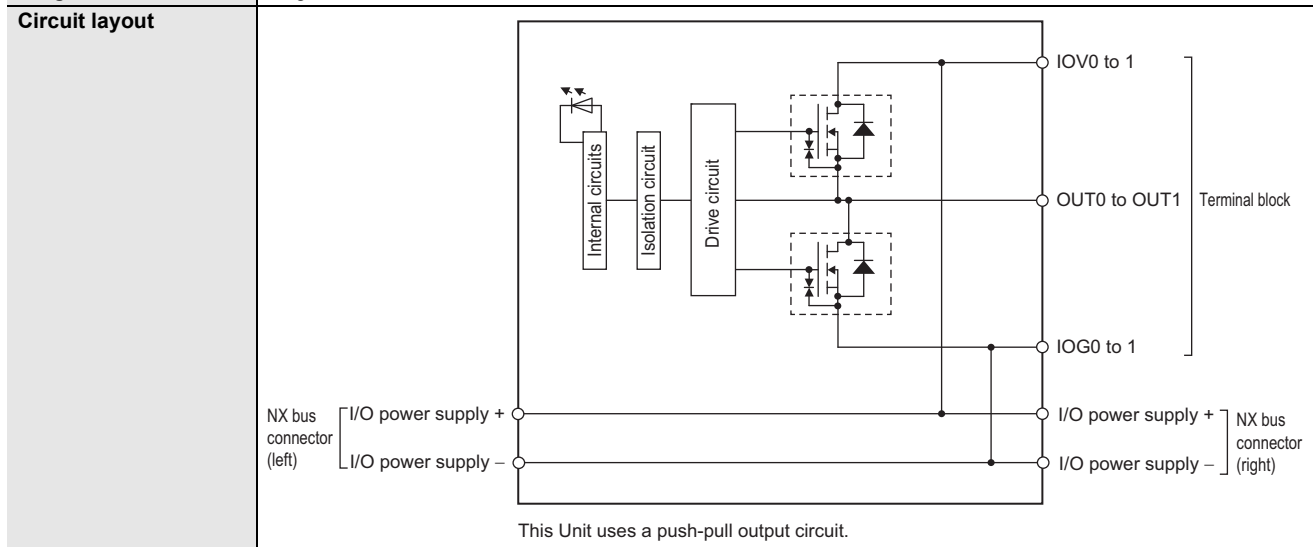 Circuit layout
IOV0 to 1
Internal circuits
Isolation circuit
Drive circuit
OUT0 to OUT1
Terminal block
IOG0 to 1
NX bus
connector
(left)
I/O power supply +
I/O power supply –
I/O power supply +
I/O power supply –
NX bus
connector
(right)
This Unit uses a push-pull output circuit.